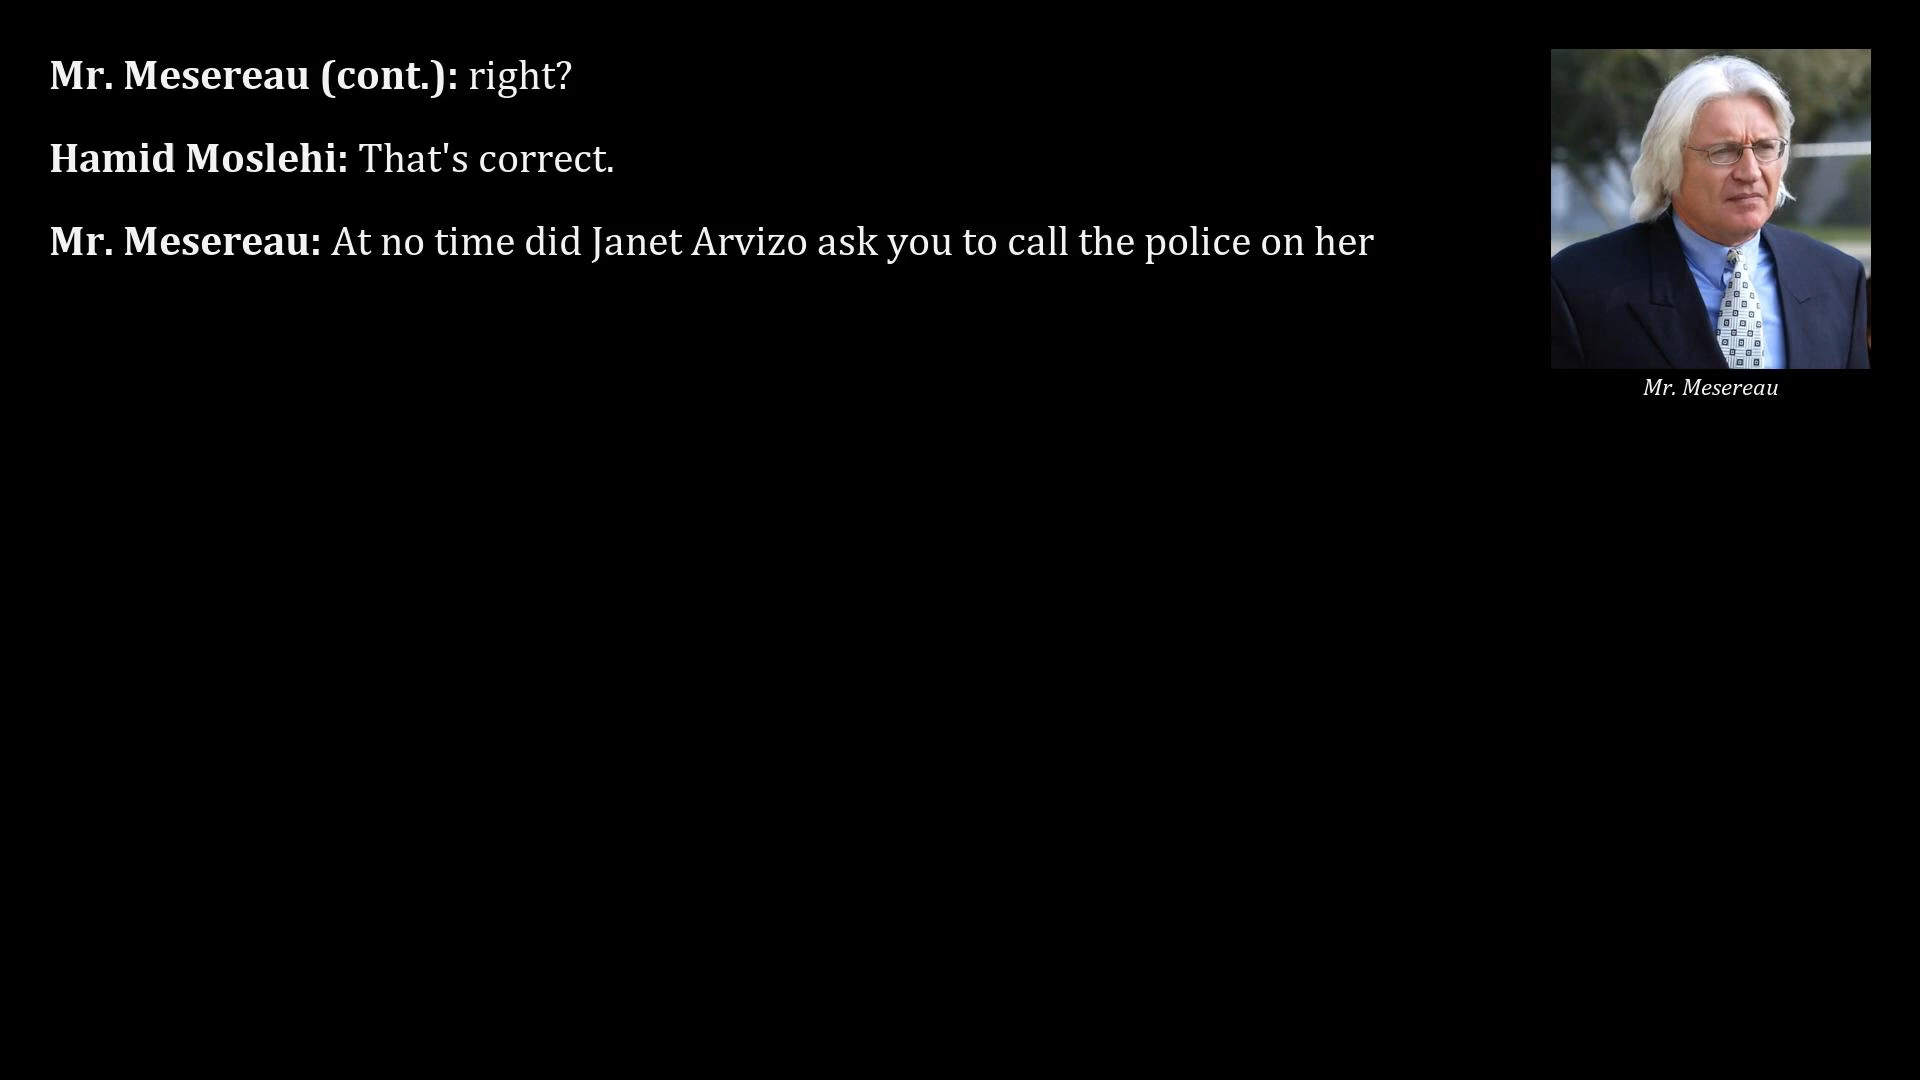 Mr. Mesereau (cont.): right?
Hamid Moslehi: That's correct.
Mr. Mesereau: At no time did Janet Arvizo ask you to call the police on her
Mr. Mesereau